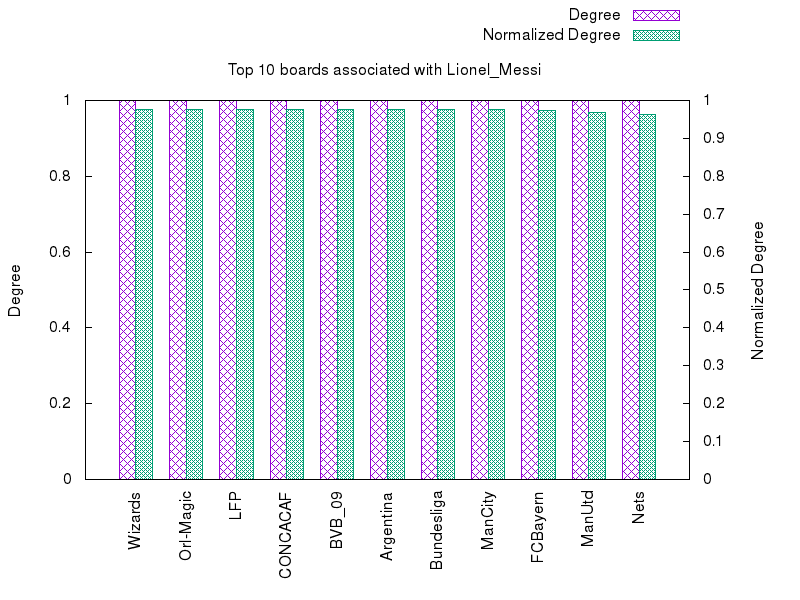 Degree
Normalized Degree
Top 10 boards associated with Lionel_Messi
1
0.8
0.6
0.4
0.2
0
Degree
1
0.9
0.8
0.7
0.6
0.5
0.4
0.3
0.2
0.1
0
Normalized Degree
Wizards
Orl-Magic
LFP
CONCACAF
BVB_09
Argentina
Bundesliga
ManCity
FCBayern
ManUtd
Nets